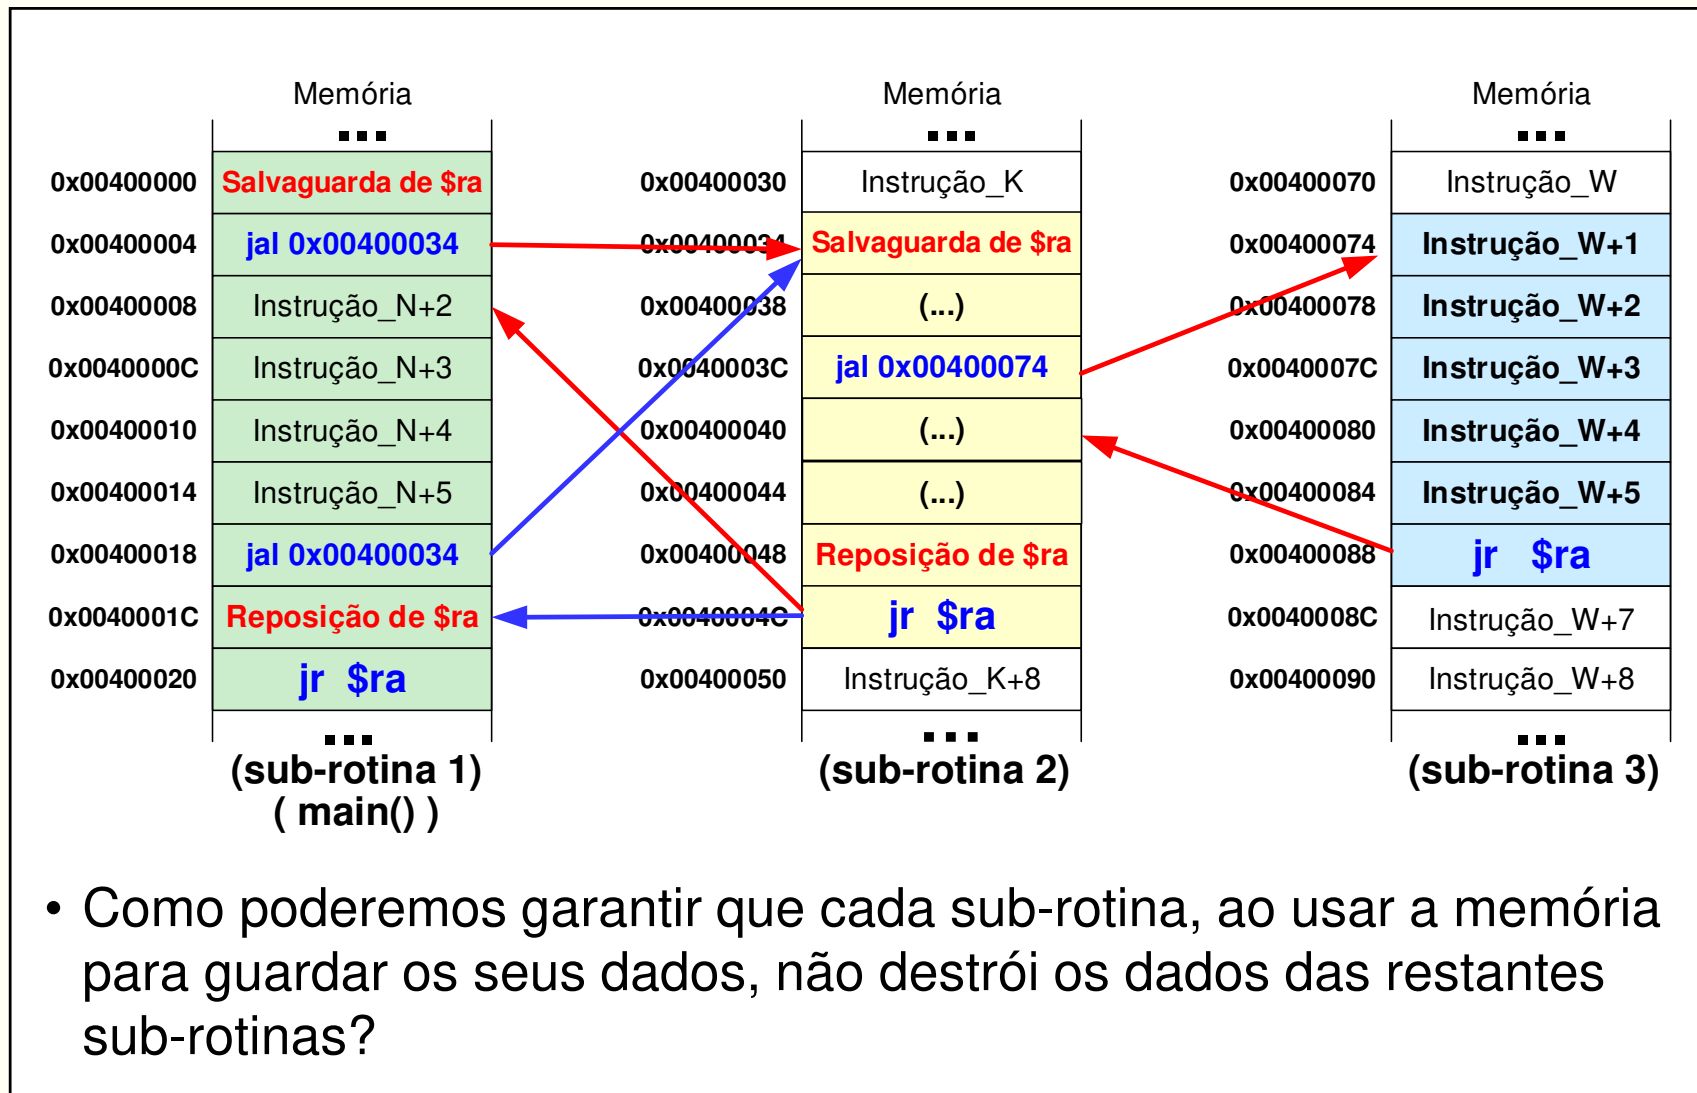 Memória
Memória
Memória
...
...
...
0x00400000 Salvaguarda de $ra 0x00400030 Instrução_K 0x00400070 Instrução_W
0x00400004 jal 0x00400034 0x00400034 Salvaguarda de $ra 0x00400074 Instrução_W+1
0x00400008 Instrução_N+2 0x00400038 (...) 0x00400078 Instrução_W+2
0x0040000C Instrução_N+3 0x0040003C jal 0x00400074 0x0040007C Instrução_W+3
0x00400010 Instrução_N+4 0x00400040 (...) 0x00400080 Instrução_W+4
0x00400014 Instrução_N+5 0x00400044 (...) 0x00400084 Instrução_W+5
0x00400018 jal 0x00400034 0x00400048 Reposição de $ra 0x00400088 jr $ra
0x0040001C Reposição de $ra 0x0040004C jr $ra 0x0040008C Instrução_W+7
0x00400020 jr $ra 0x00400050 Instrução_K+8 0x00400090 Instrução_W+8
...
...
...
(sub-rotina 1) (sub-rotina 2) (sub-rotina 3)
( main() )
• Como poderemos garantir que cada sub-rotina, ao usar a memória
para guardar os seus dados, não destrói os dados das restantes
sub-rotinas?